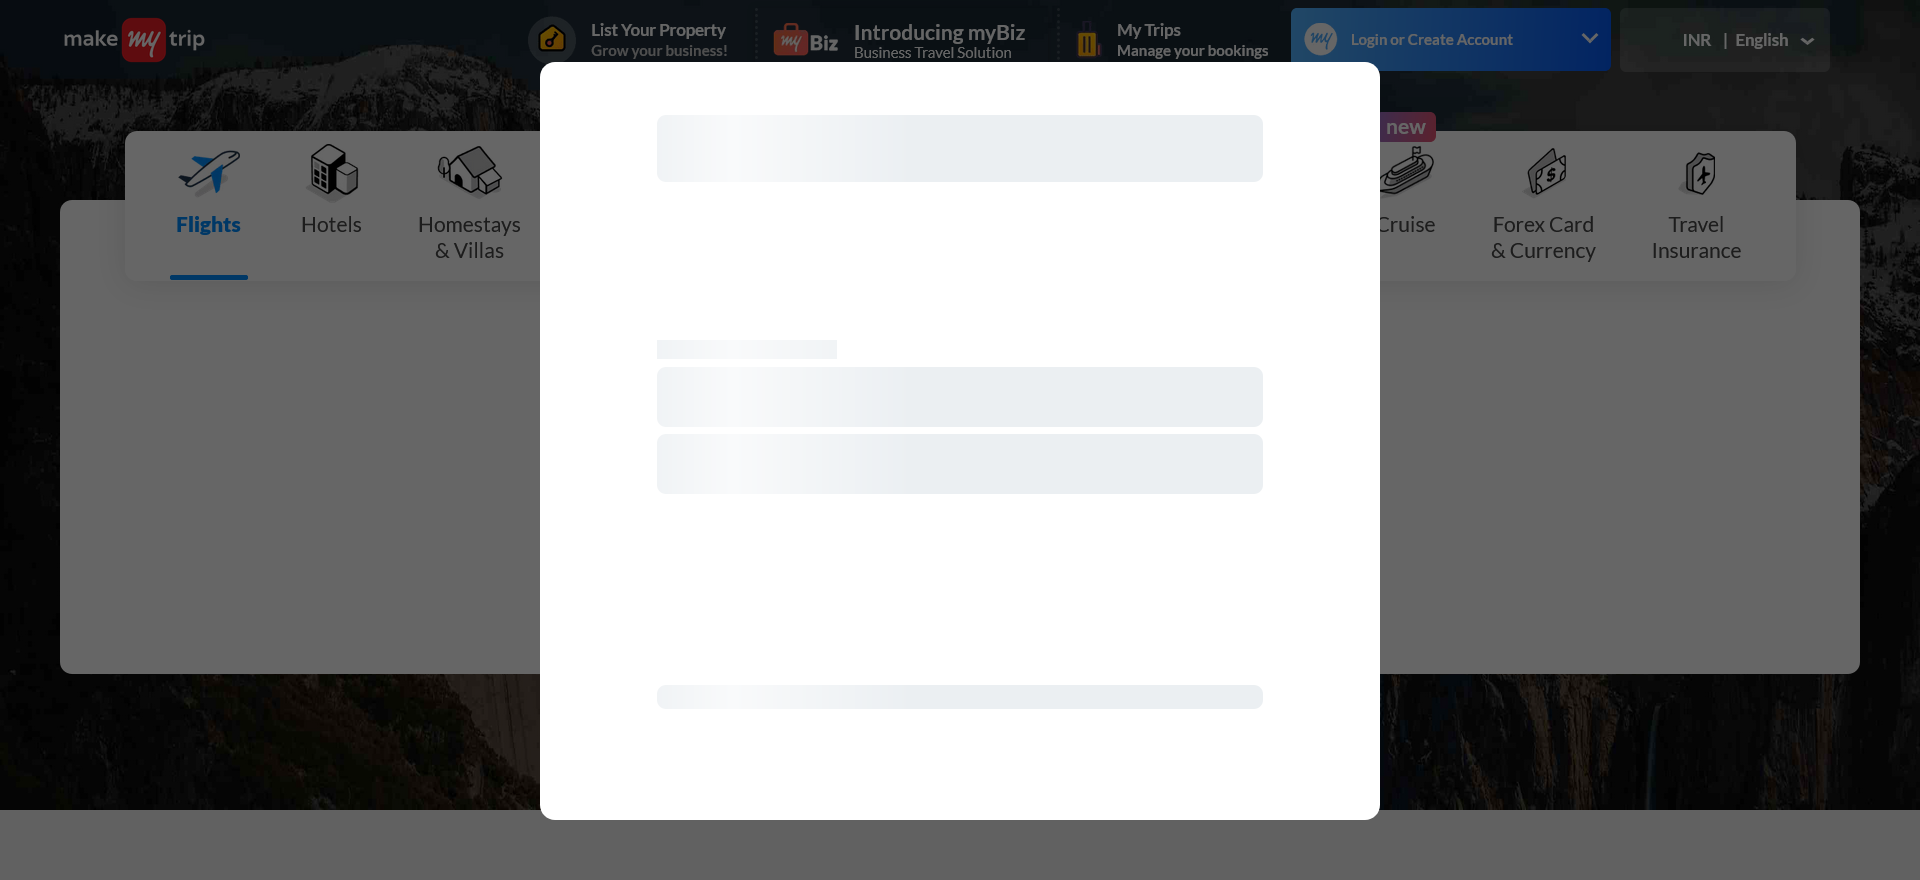 make my trip
List Your Property
Grow your business!
my Biz
Introducing myBiz
Business Travel Solution
My Trips
Manage your bookings
my
Login or Create Account
INR | English
new
Flights
Hotels
Homestays
& Villas
Cruise
Forex Card
& Currency
Travel
Insurance